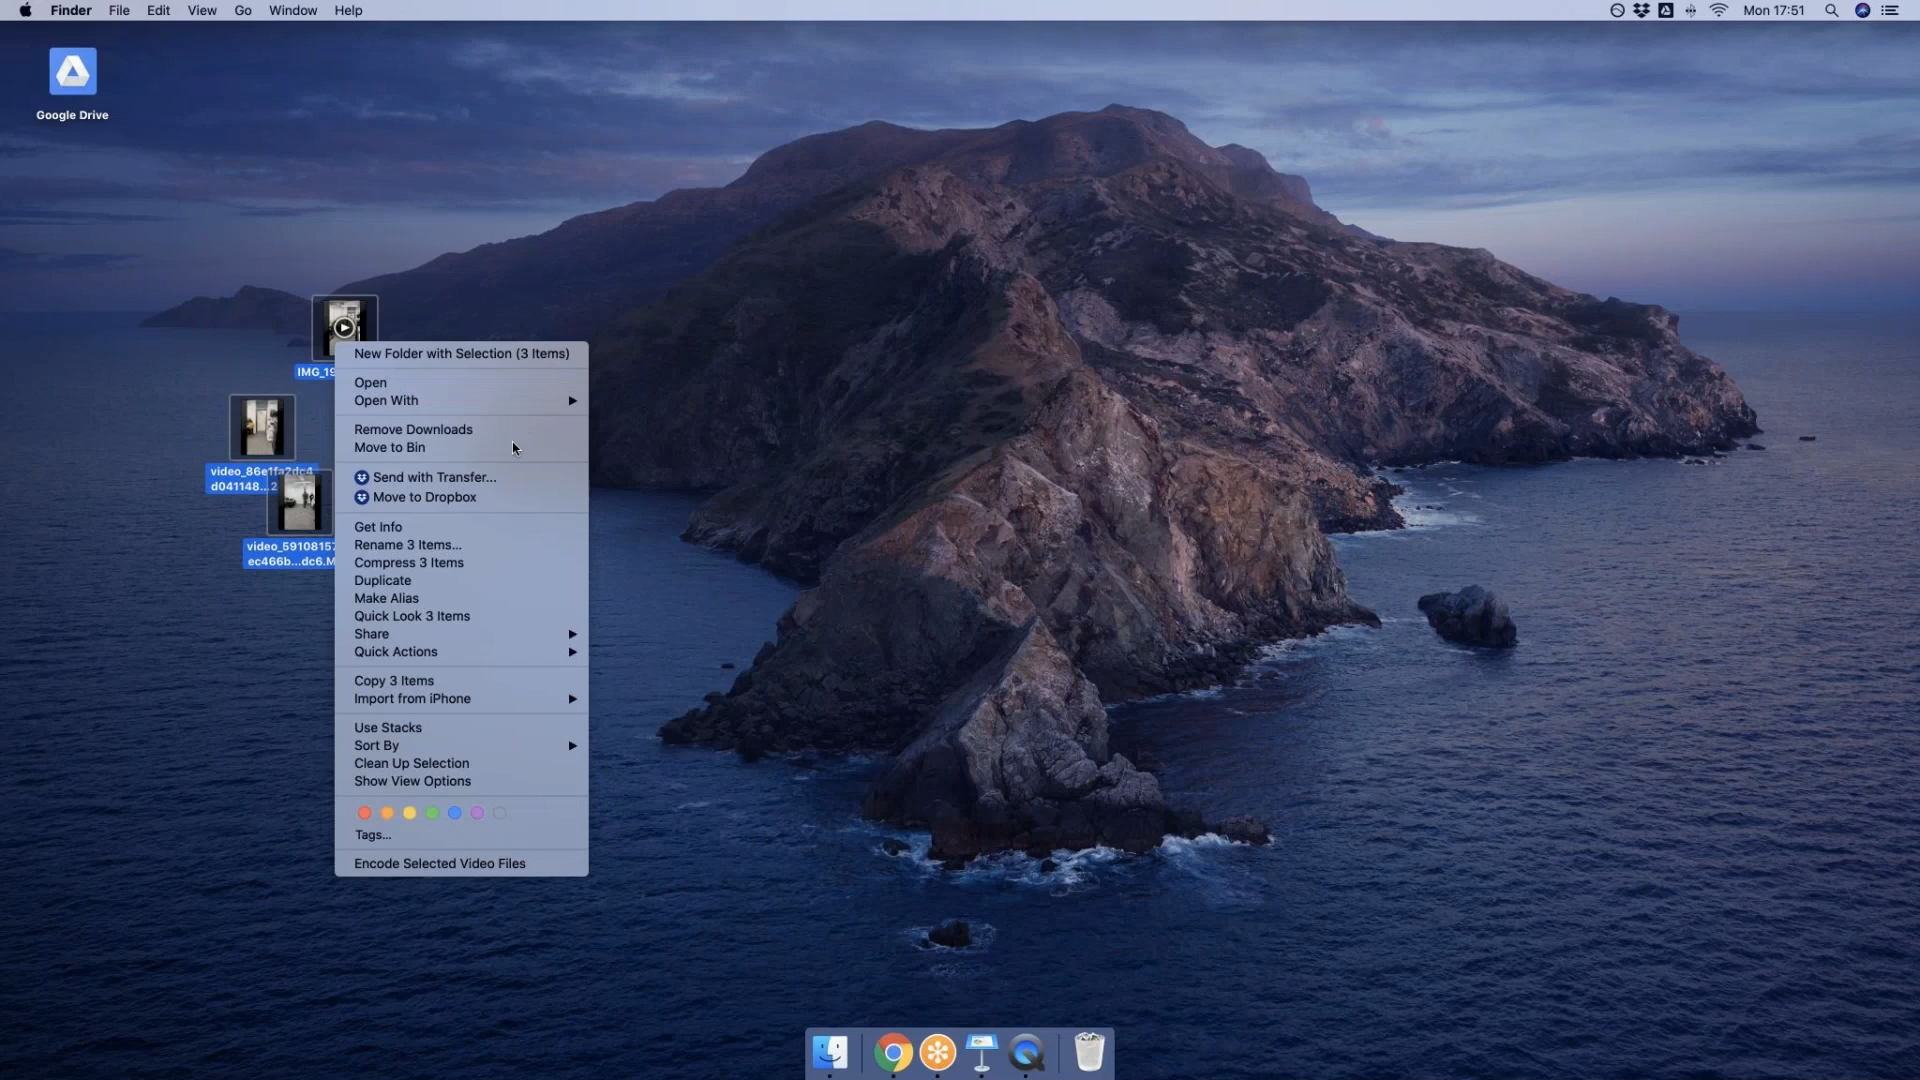 Finder File Edit View Go Window Help
Mon 17:51
Google Drive
IMG_19
video_86e1fa2dc4
d041148...2
video_59108157
ec466b...dc6.M
New Folder with Selection (3 Items)
Open
Open With
Remove Downloads
Move to Bin
Send with Transfer...
Move to Dropbox
Get Info
Rename 3 Items...
Compress 3 Items
Duplicate
Make Alias
Quick Look 3 Items
Share
Quick Actions
Copy 3 Items
Import from iPhone
Use Stacks
Sort By
Clean Up Selection
Show View Options
Tags...
Encode Selected Video Files